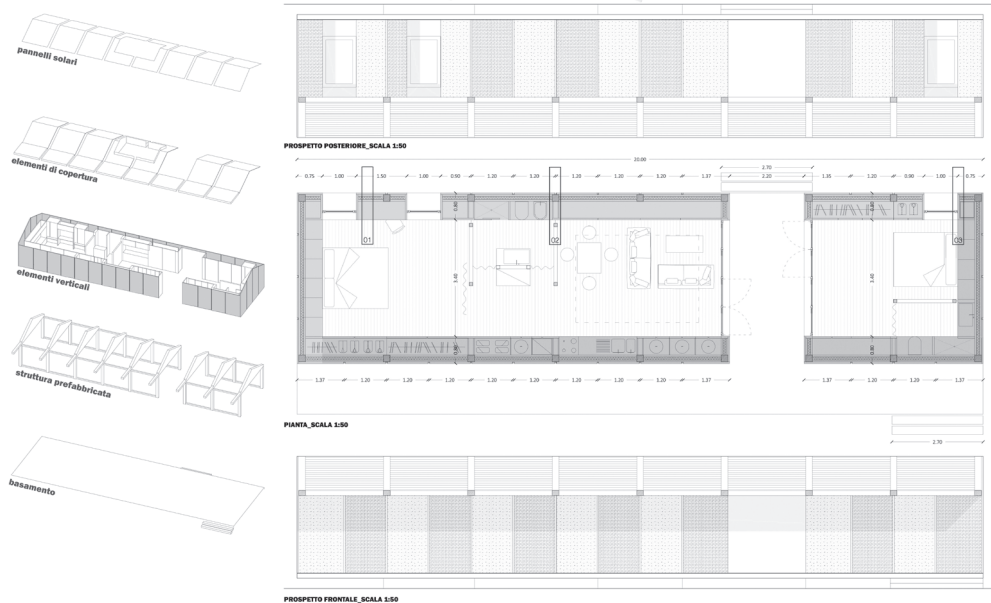 pannelli solari
elementi di copertura
elementi verticali
struttura prefabbricata
basamento
PROSPETTO POSTERIORE_SCALA 1:50
20.00
2.70
0.75 1.00 1.50 1.00 0.90 1.20 1.20 1.20 1.20 1.20 1.37 2.20 1.35 1.20 0.90 1.00 0.75
01 02 03
3.40 3.40
1.37 1.20 1.20 1.20 1.20 1.20 1.20 1.20 1.37 1.37 1.20 1.20 1.37
PIANTA_SCALA 1:50
2.70
PROSPETTO FRONTALE_SCALA 1:50